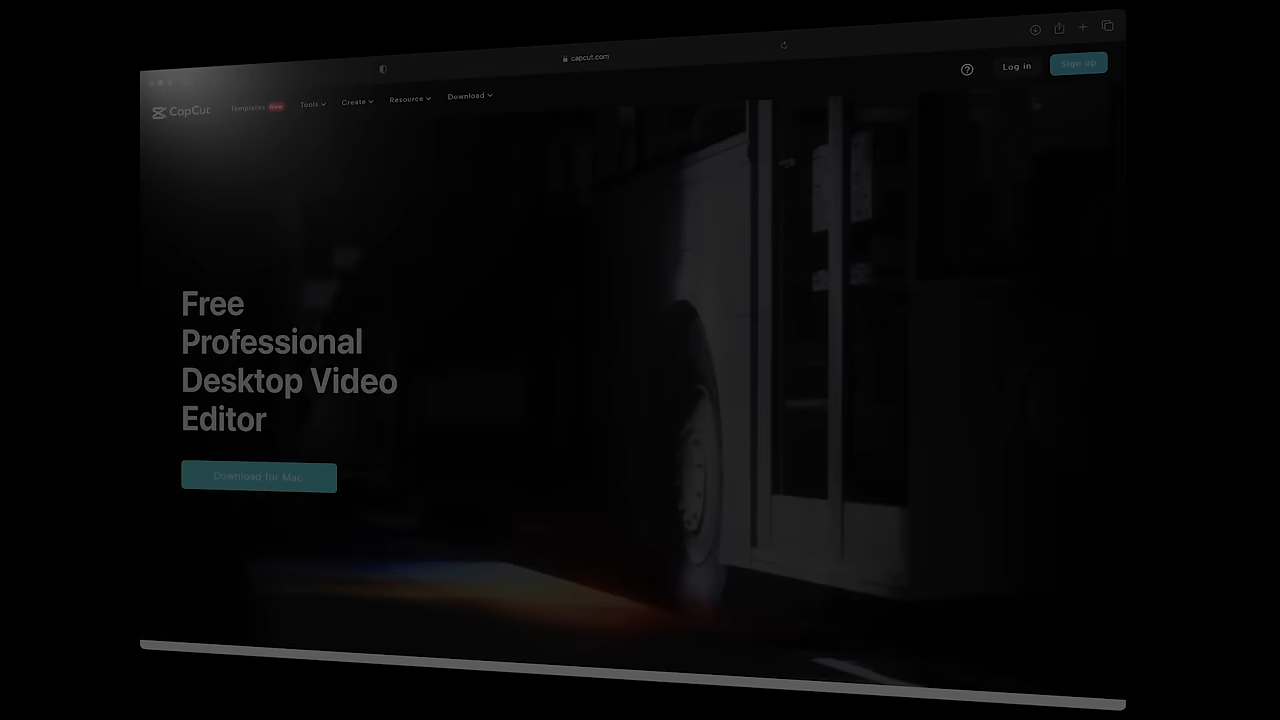 capcut.com
CapCut
Templates New
Tools
Create
Resource
Download
Log in
Sign up
Free
Professional
Desktop Video
Editor
Download for Mac